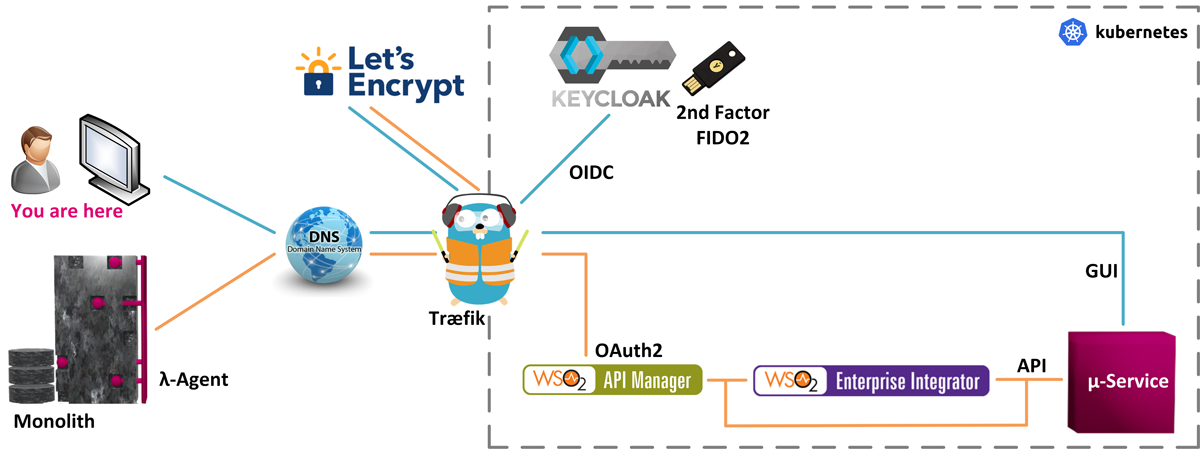 kubernetes
Let's
Encrypt
KEYCLOAK
2nd Factor
FIDO2
OIDC
You are here
DNS
Domain Name System
GUI
Træfik
λ-Agent
Monolith
OAuth2
WSO2 API Manager
WSO2 Enterprise Integrator
API
μ-Service